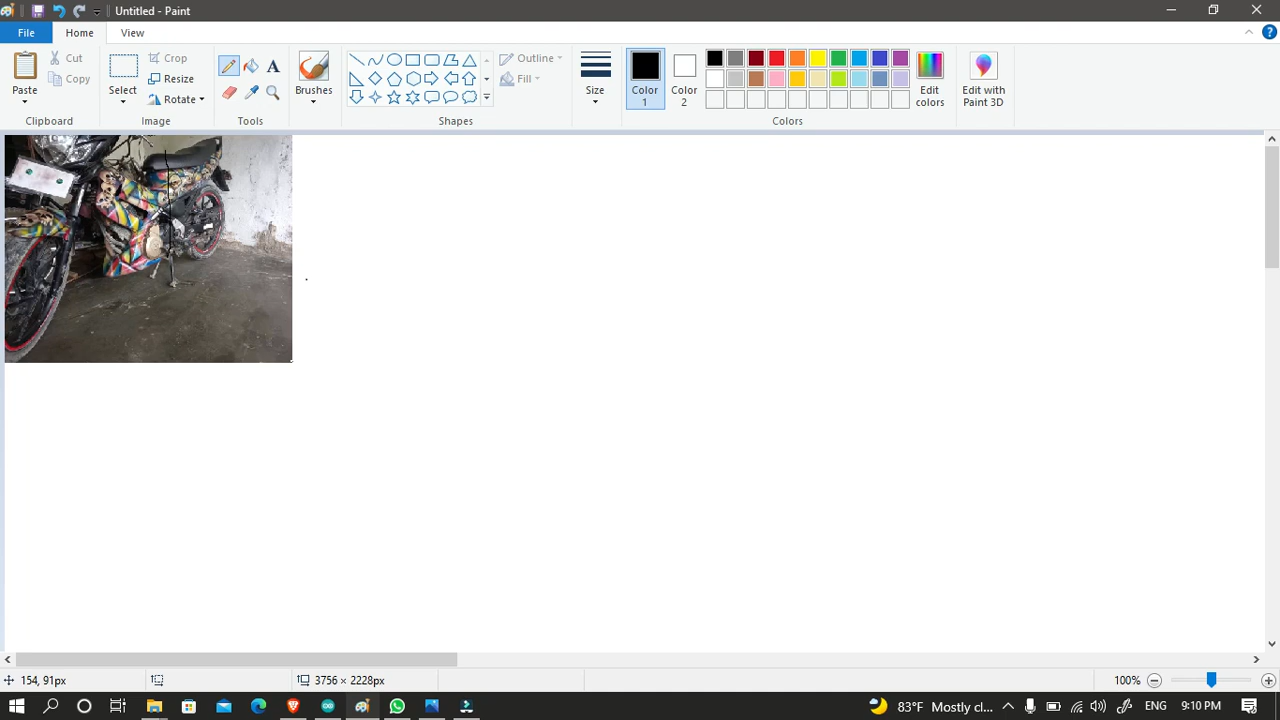 Untitled - Paint
File
Home
View
Paste
Cut
Copy
Clipboard
Select
Crop
Resize
Rotate
Image
Tools
Brushes
Shapes
Outline
Fill
Size
Color 1
Color 2
Colors
Edit colors
Edit with Paint 3D
154, 91px
3756 × 2228px
100%
83°F Mostly cl...
ENG
9:10 PM